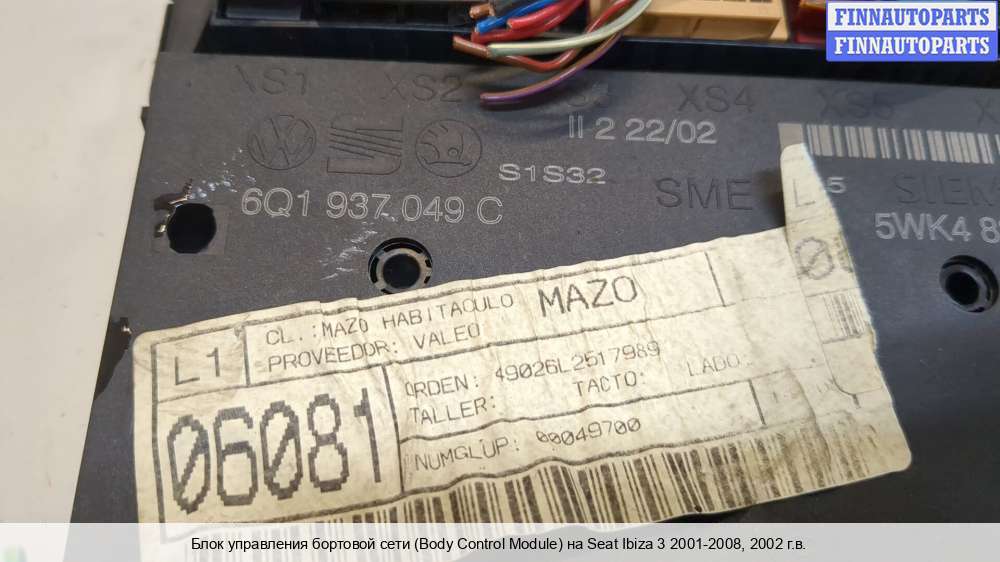 FINNAUTOPARTS
FINNAUTOPARTS
XS1 XS2 XS4 XS5
II 2 22/02
S1S32
6Q1 937 049 C
SME
5WK4 8
L1
CL.:MAZO HABITACULO MAZO
PROVEEDOR: VALEO
06081
ORDEN: 49026L2517989
TALLER: TACTO: LADO:
NUMGLUP: 00049700
Блок управления бортовой сети (Body Control Module) на Seat Ibiza 3 2001-2008, 2002 г.в.